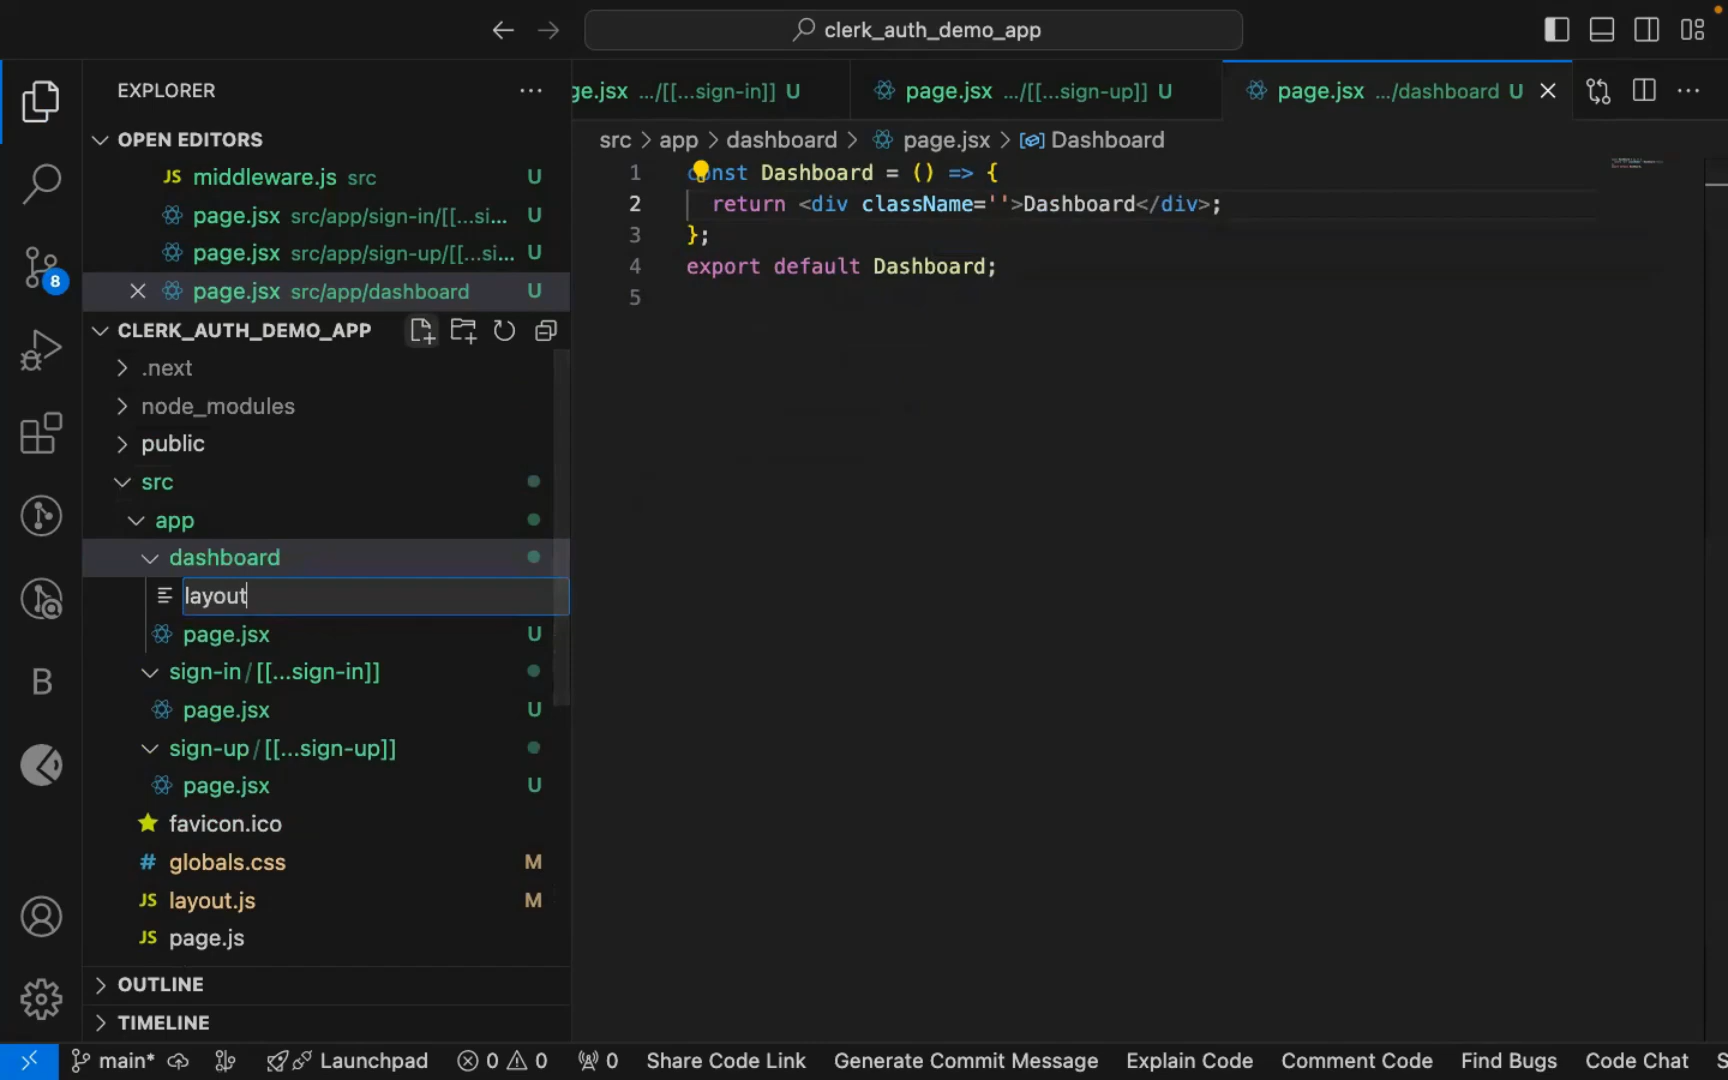 clerk_auth_demo_app
EXPLORER
OPEN EDITORS
JS middleware.js src U
page.jsx src/app/sign-in/[[...si... U
page.jsx src/app/sign-up/[[...si... U
page.jsx src/app/dashboard U
CLERK_AUTH_DEMO_APP
.next
node_modules
public
src
app
dashboard
layout
page.jsx U
sign-in/[[...sign-in]]
page.jsx U
sign-up/[[...sign-up]]
page.jsx U
favicon.ico
# globals.css M
JS layout.js M
JS page.js
OUTLINE
TIMELINE
8
B
ge.jsx .../[[...sign-in]] U
page.jsx .../[[...sign-up]] U
page.jsx .../dashboard U
src > app > dashboard > page.jsx > Dashboard
1 const Dashboard = () => {
2 return <div className=''>Dashboard</div>;
3 };
4 export default Dashboard;
5
main* Launchpad 0 0 0 Share Code Link Generate Commit Message Explain Code Comment Code Find Bugs Code Chat S